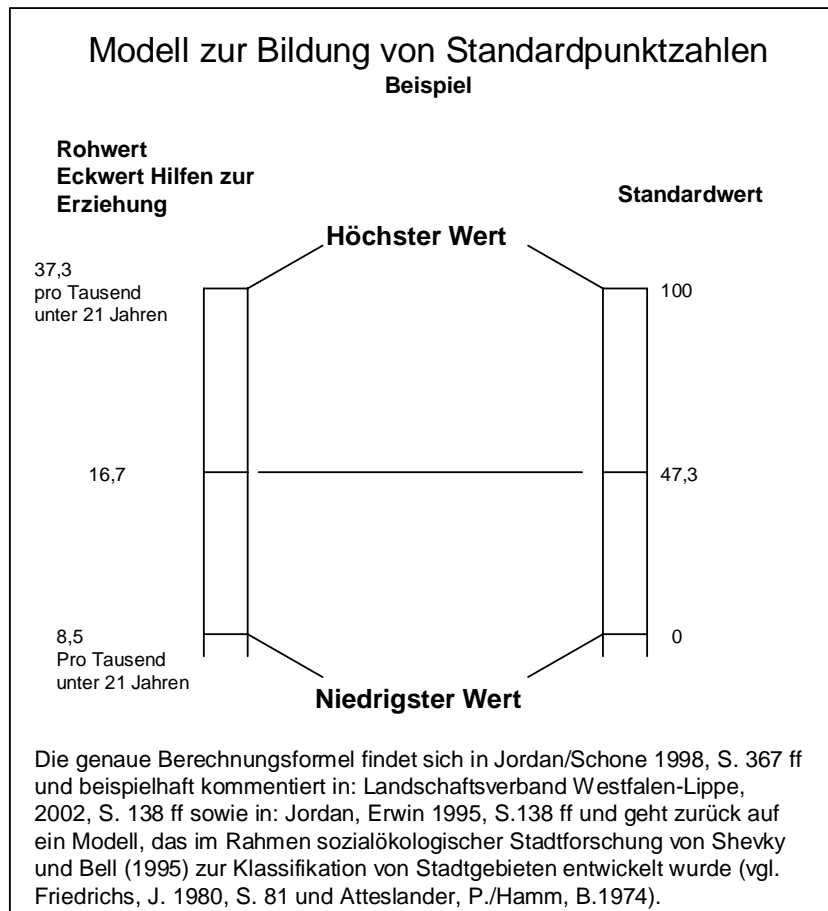 Modell zur Bildung von Standardpunktzahlen
Beispiel
Rohwert
Eckwert Hilfen zur
Erziehung
Standardwert
Höchster Wert
37,3
pro Tausend
unter 21 Jahren
100
16,7
47,3
8,5
Pro Tausend
unter 21 Jahren
0
Niedrigster Wert
Die genaue Berechnungsformel findet sich in Jordan/Schone 1998, S. 367 ff
und beispielhaft kommentiert in: Landschaftsverband Westfalen-Lippe,
2002, S. 138 ff sowie in: Jordan, Erwin 1995, S.138 ff und geht zurück auf
ein Modell, das im Rahmen sozialökologischer Stadtforschung von Shevky
und Bell (1995) zur Klassifikation von Stadtgebieten entwickelt wurde (vgl.
Friedrichs, J. 1980, S. 81 und Atteslander, P./Hamm, B.1974).